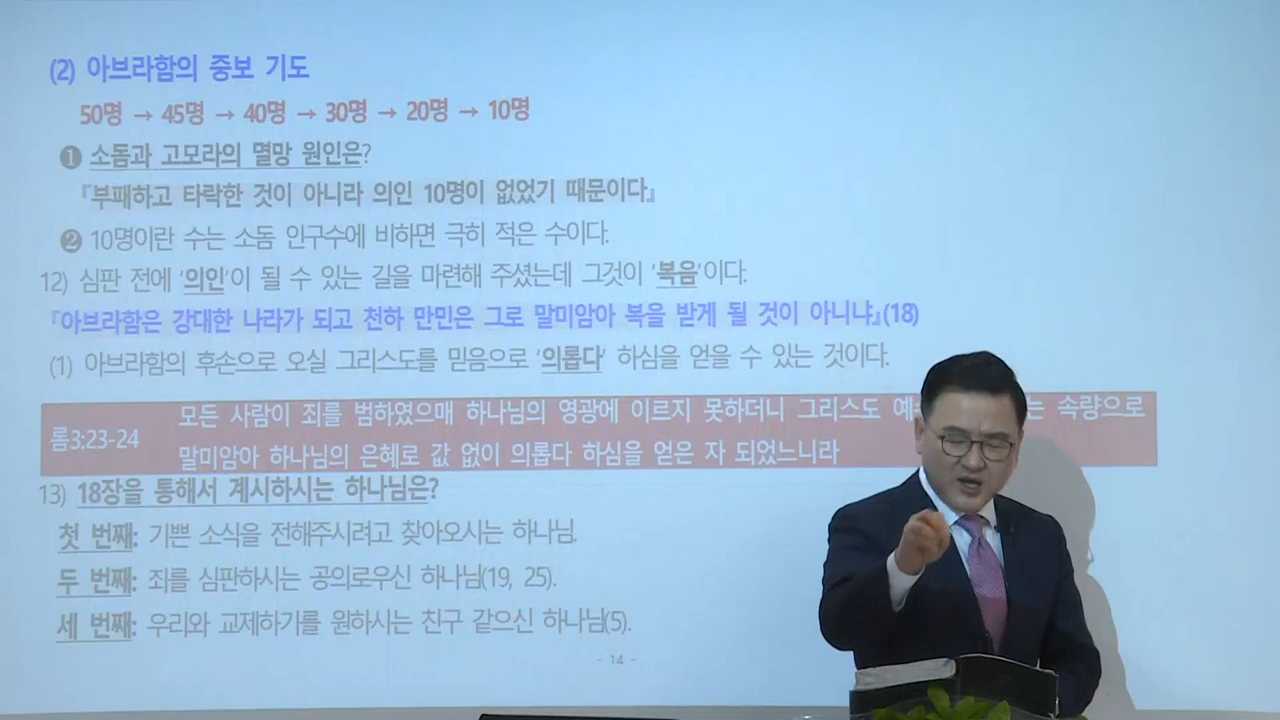 (2) 아브라함의 중보 기도
50명 → 45명 → 40명 → 30명 → 20명 → 10명
❶ 소돔과 고모라의 멸망 원인은?
『부패하고 타락한 것이 아니라 의인 10명이 없었기 때문이다』
❷ 10명이란 수는 소돔 인구수에 비하면 극히 적은 수이다.
12) 심판 전에 '의인'이 될 수 있는 길을 마련해 주셨는데 그것이 '복음'이다.
『아브라함은 강대한 나라가 되고 천하 만민은 그로 말미암아 복을 받게 될 것이 아니냐』(18)
(1) 아브라함의 후손으로 오실 그리스도를 믿음으로 '의롭다' 하심을 얻을 수 있는 것이다.
롬3:23-24
모든 사람이 죄를 범하였으매 하나님의 영광에 이르지 못하더니 그리스도 는 속량으로
말미암아 하나님의 은혜로 값 없이 의롭다 하심을 얻은 자 되었느니라
13) 18장을 통해서 계시하시는 하나님은?
첫 번째: 기쁜 소식을 전해주시려고 찾아오시는 하나님.
두 번째: 죄를 심판하시는 공의로우신 하나님(19, 25).
세 번째: 우리와 교제하기를 원하시는 친구 같으신 하나님(5).
- 14 -